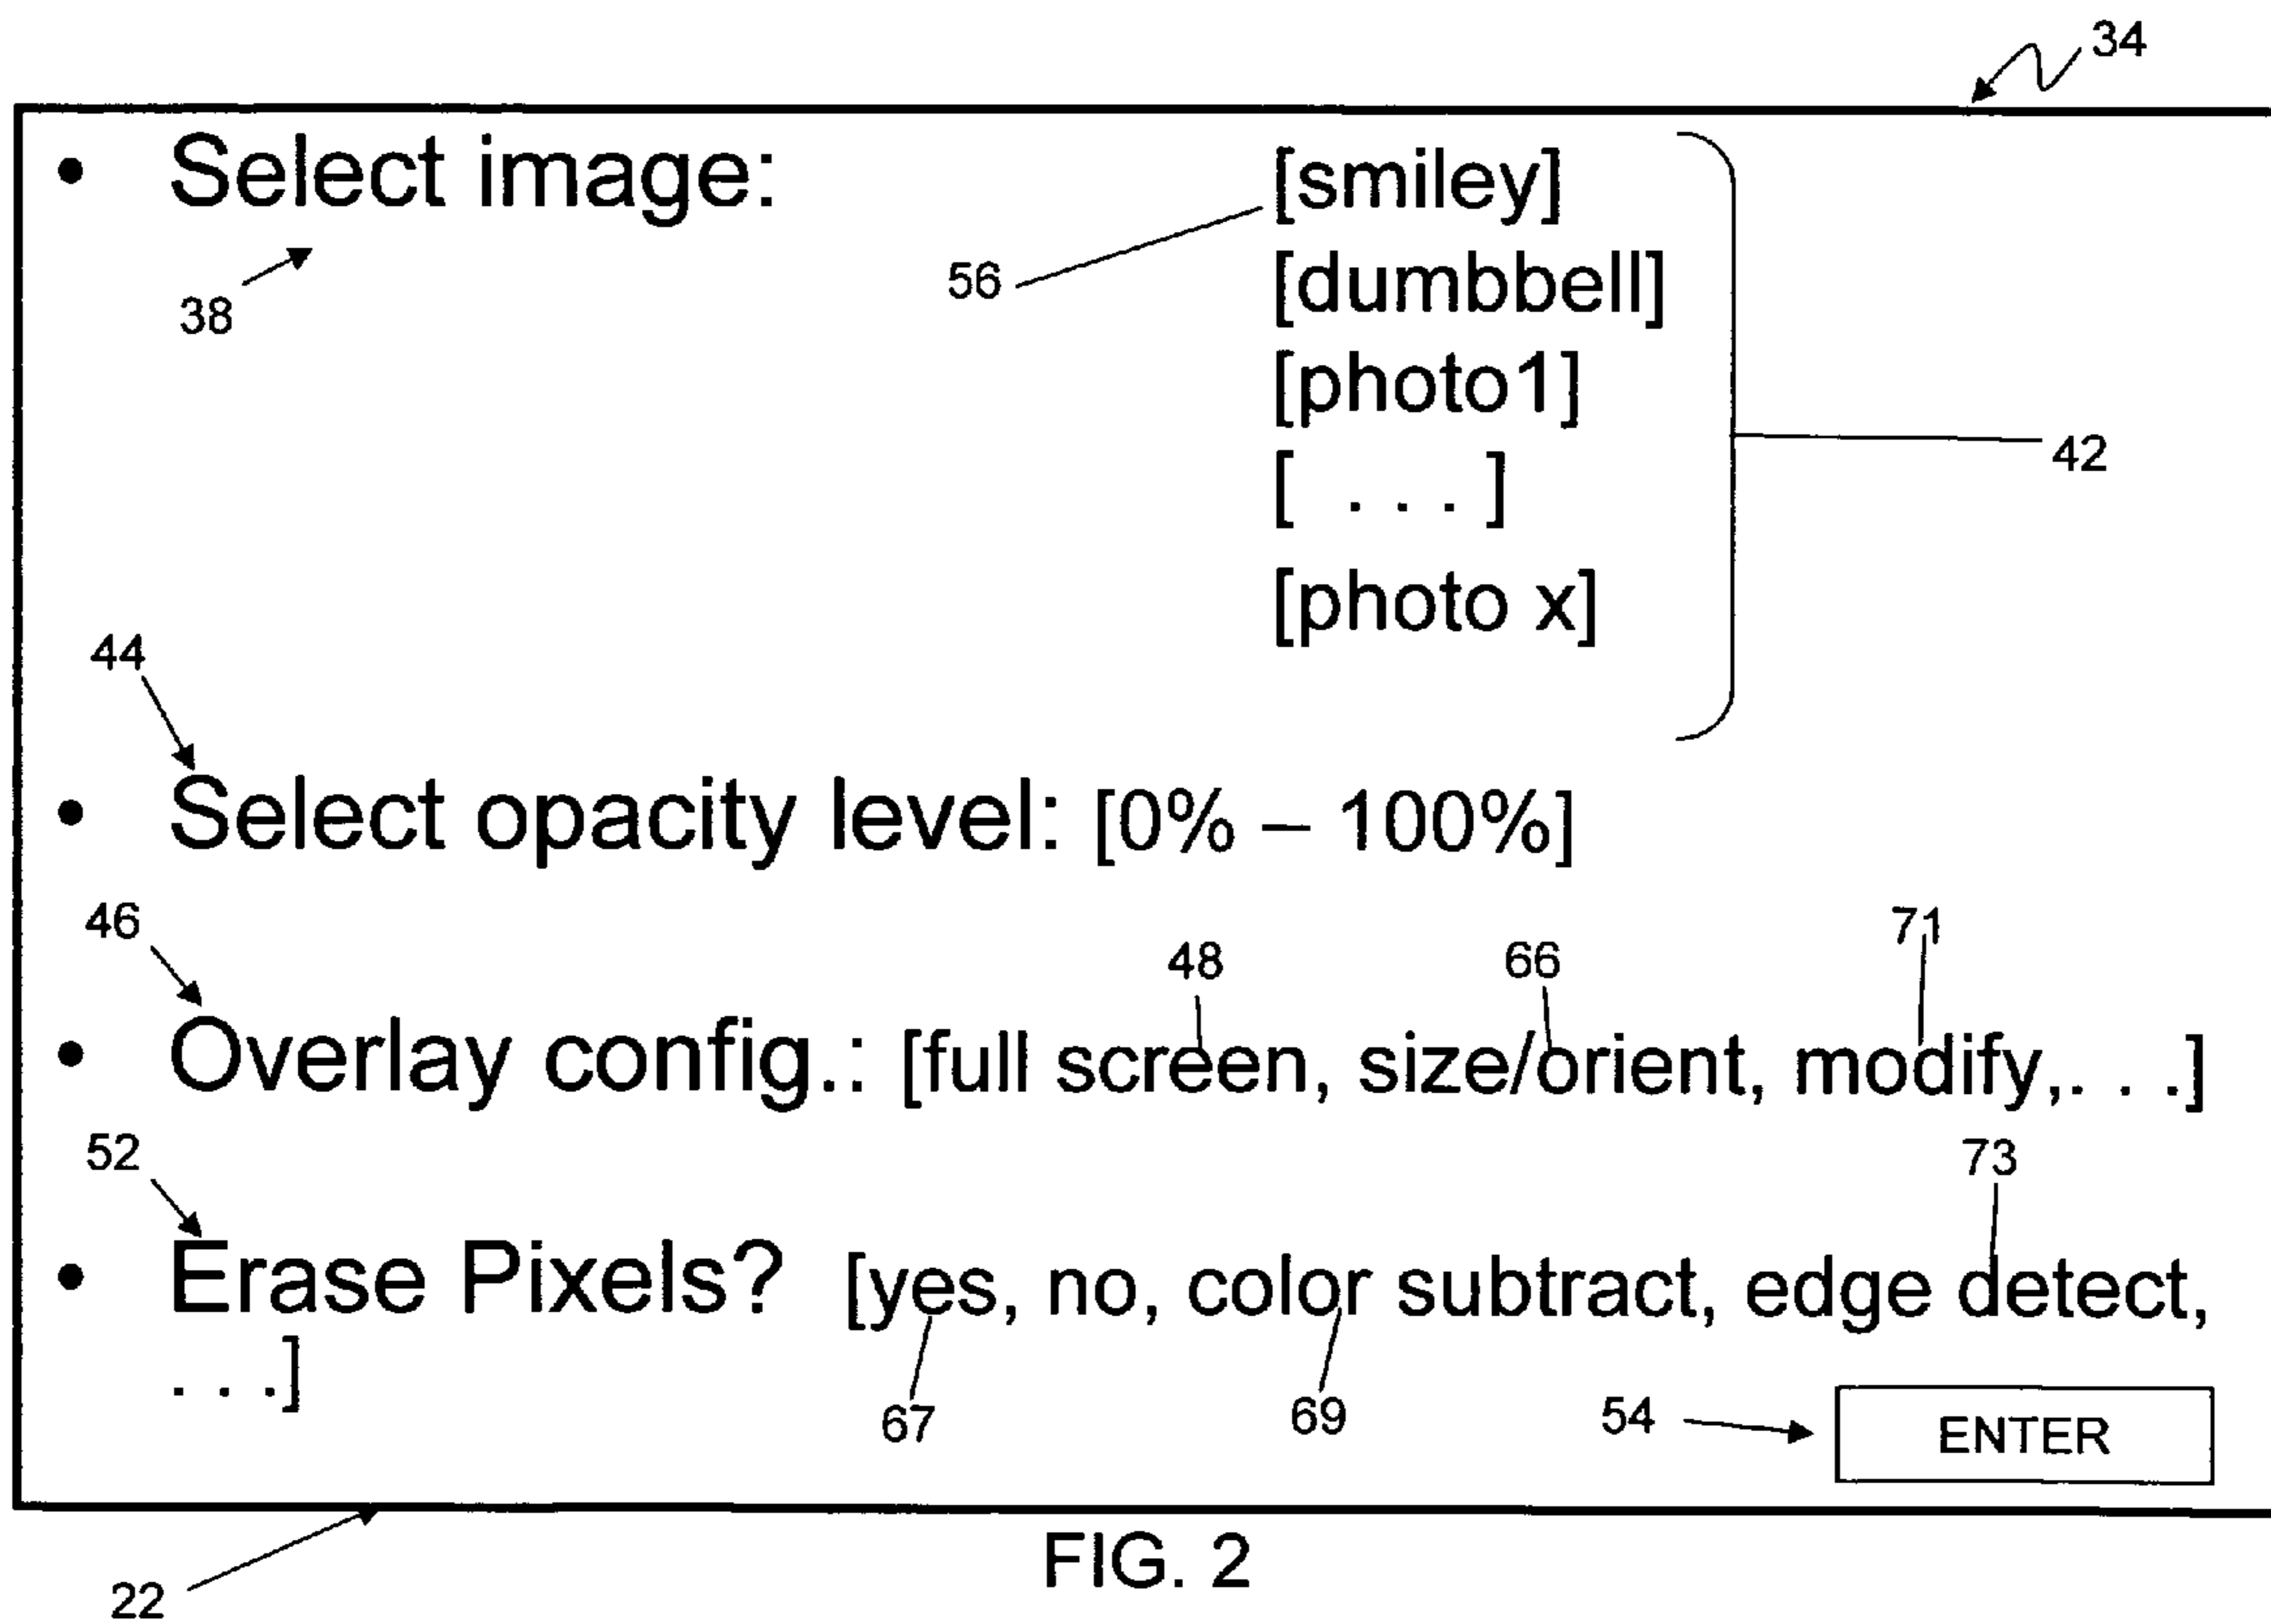 34
• Select image: [smiley]
38
56
[dumbbell]
[photo1]
[ . . . ]
42
[photo x]
44
• Select opacity level: [0% – 100%]
46
48
66
71
• Overlay config.: [full screen, size/orient, modify,. . .]
52
73
• Erase Pixels? [yes, no, color subtract, edge detect,
. . .]
67
69
54
ENTER
22
FIG. 2